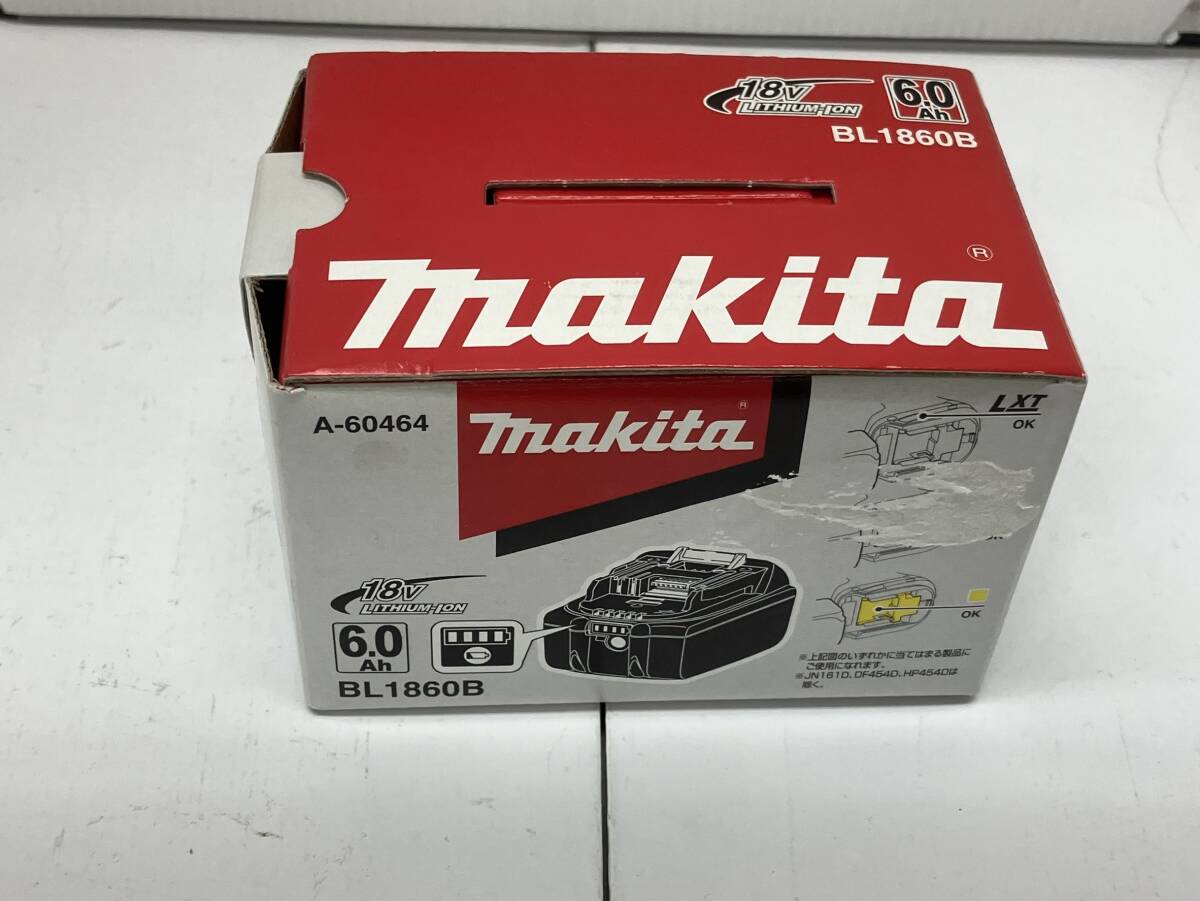 18V
LITHIUM-ION
6.0
Ah
BL1860B
makita
®
A-60464
makita
®
LXT
OK
OK
18V
LITHIUM-ION
6.0
Ah
BL1860B
※上記図のいずれかに当てはまる製品に
ご使用になれます。
※JN161D、DF454D、HP454Dは
除く。